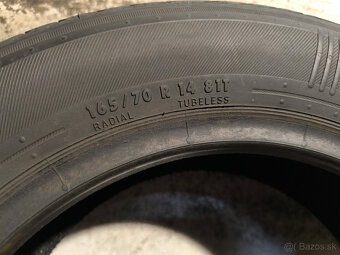 165/70 R 14 81T
RADIAL TUBELESS
Bazos.sk